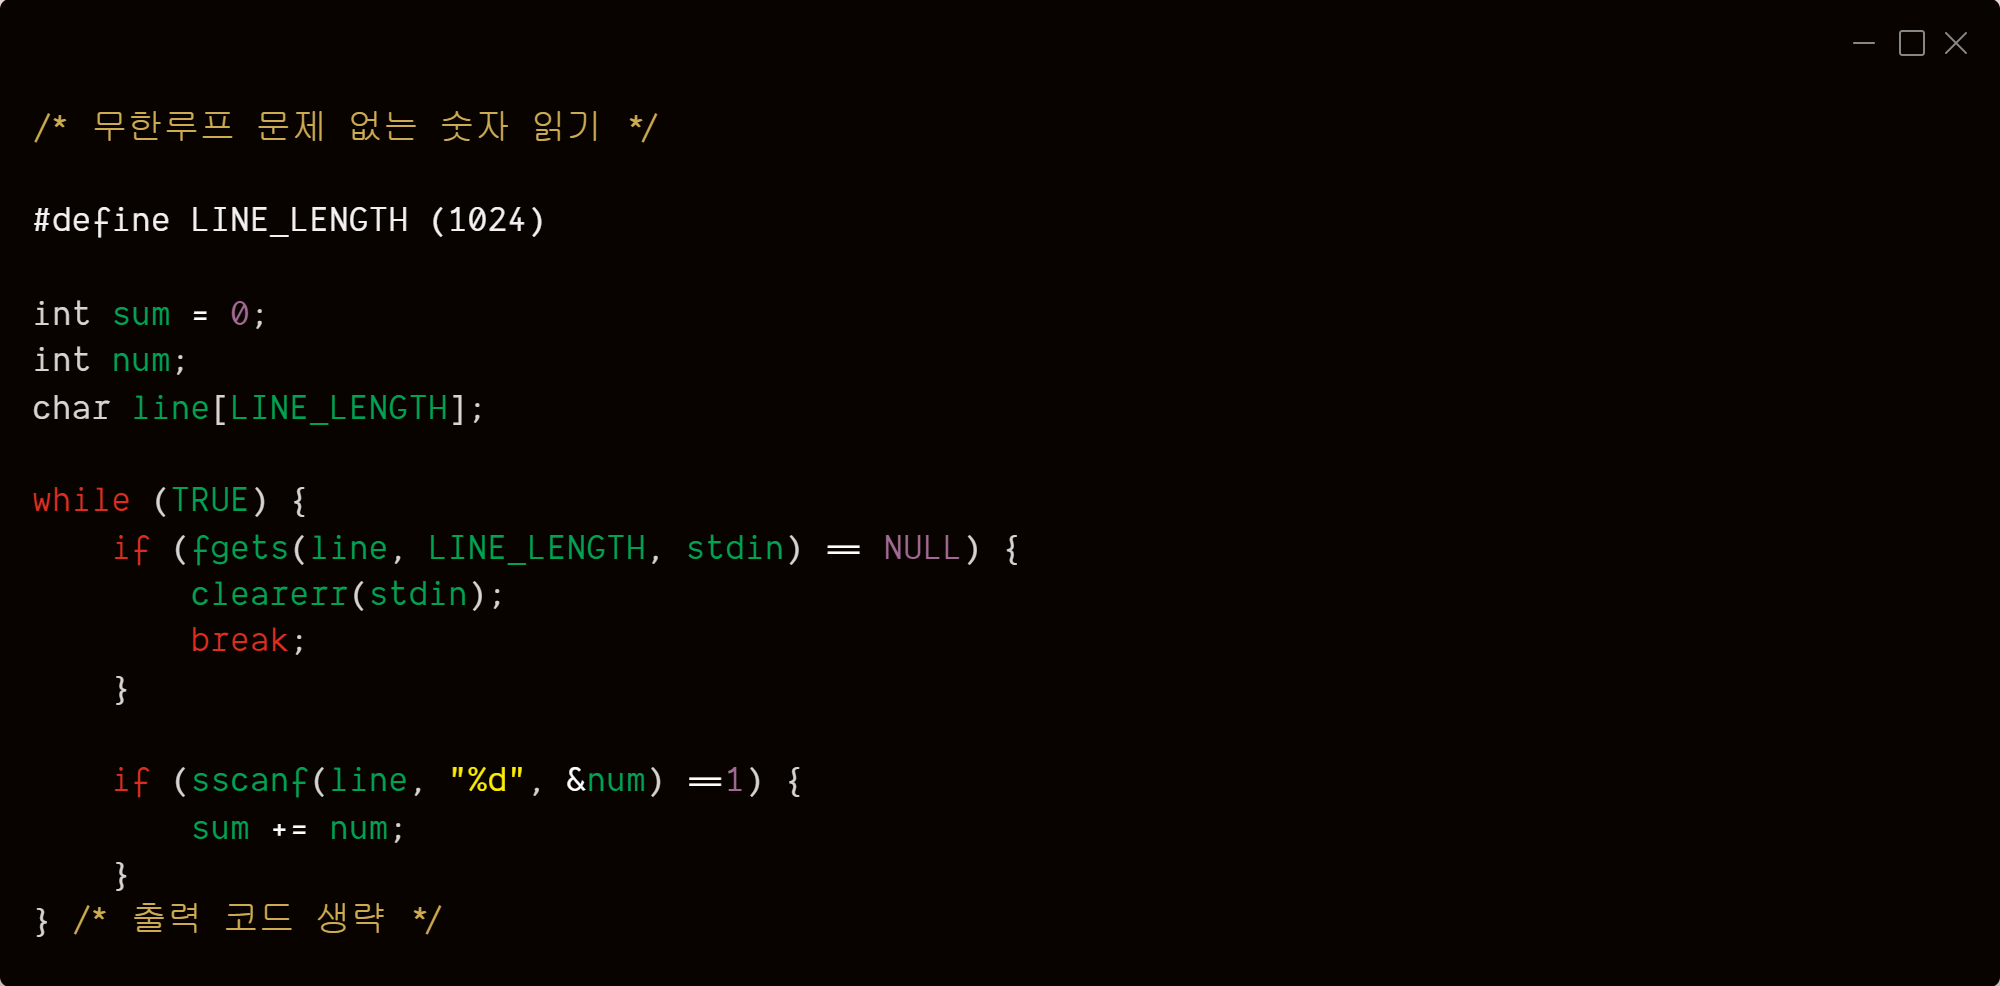 /* 무한루프 문제 없는 숫자 읽기 */
#define LINE_LENGTH (1024)
int sum = 0;
int num;
char line[LINE_LENGTH];
while (TRUE) {
    if (fgets(line, LINE_LENGTH, stdin) == NULL) {
        clearerr(stdin);
        break;
    }
    if (sscanf(line, "%d", &num) ==1) {
        sum += num;
    }
} /* 출력 코드 생략 */